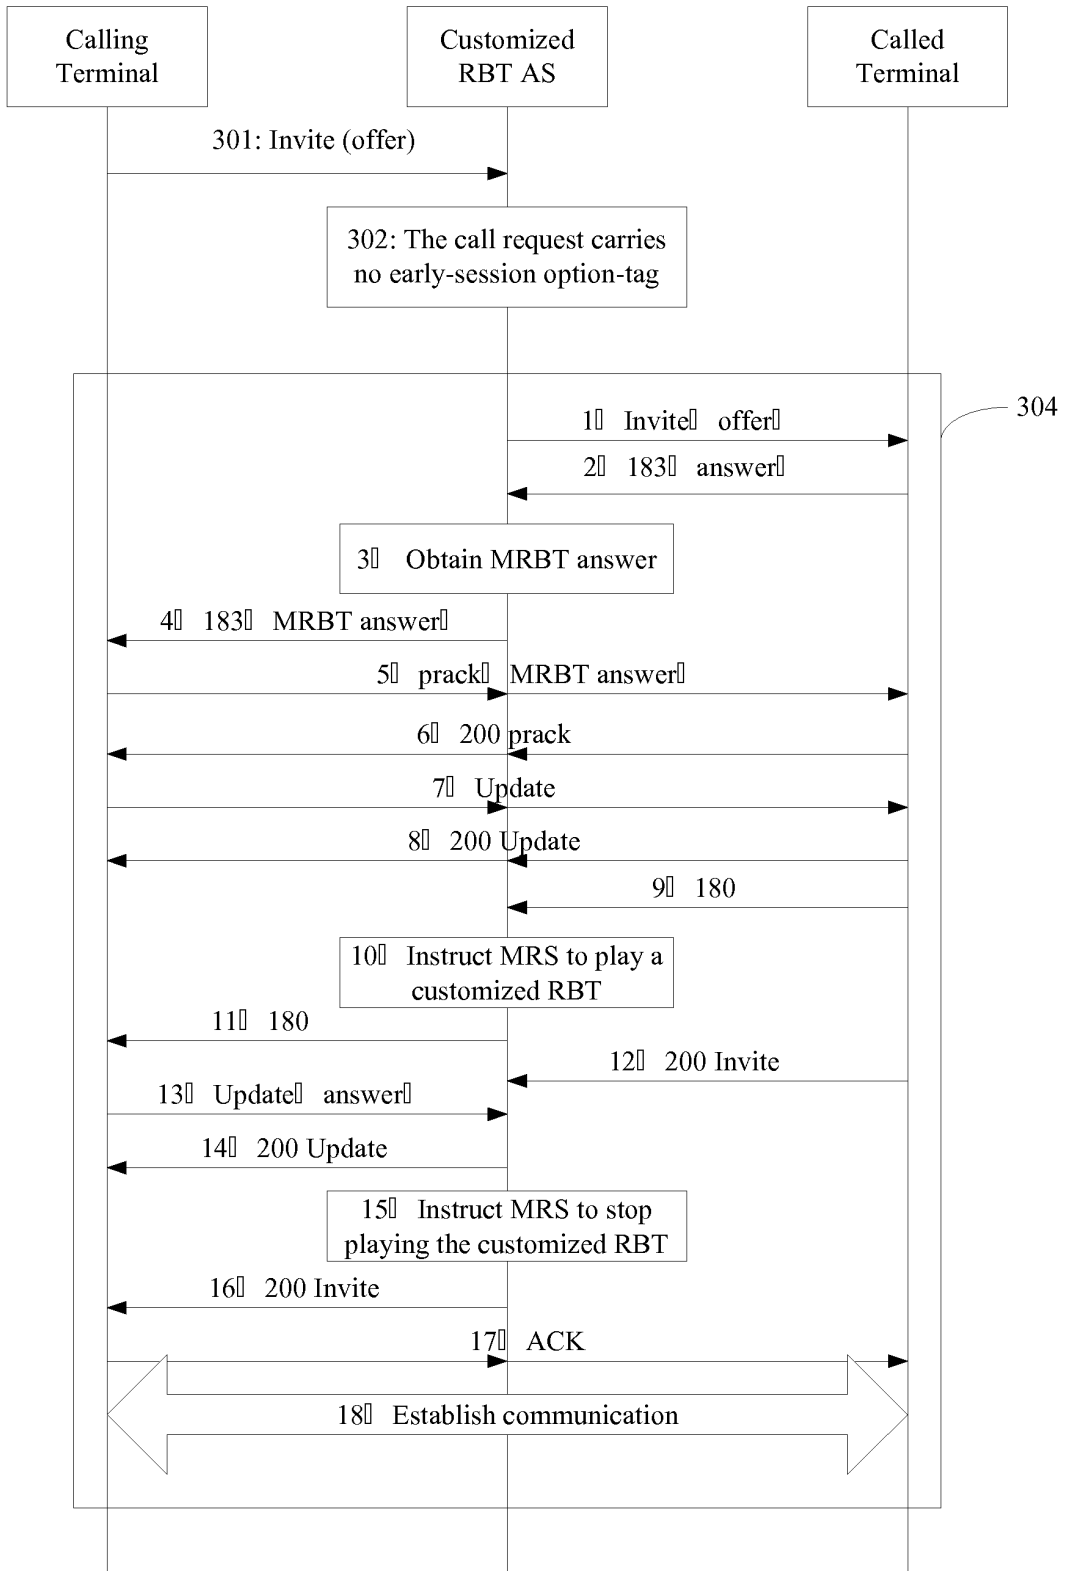 Calling
Terminal
Customized
RBT AS
Called
Terminal
301: Invite (offer)
302: The call request carries
no early-session option-tag
304
1▯ Invite▯ offer▯
2▯ 183▯ answer▯
3▯ Obtain MRBT answer
4▯ 183▯ MRBT answer▯
5▯ prack▯ MRBT answer▯
6▯ 200 prack
7▯ Update
8▯ 200 Update
9▯ 180
10▯ Instruct MRS to play a
customized RBT
11▯ 180
12▯ 200 Invite
13▯ Update▯ answer▯
14▯ 200 Update
15▯ Instruct MRS to stop
playing the customized RBT
16▯ 200 Invite
17▯ ACK
18▯ Establish communication